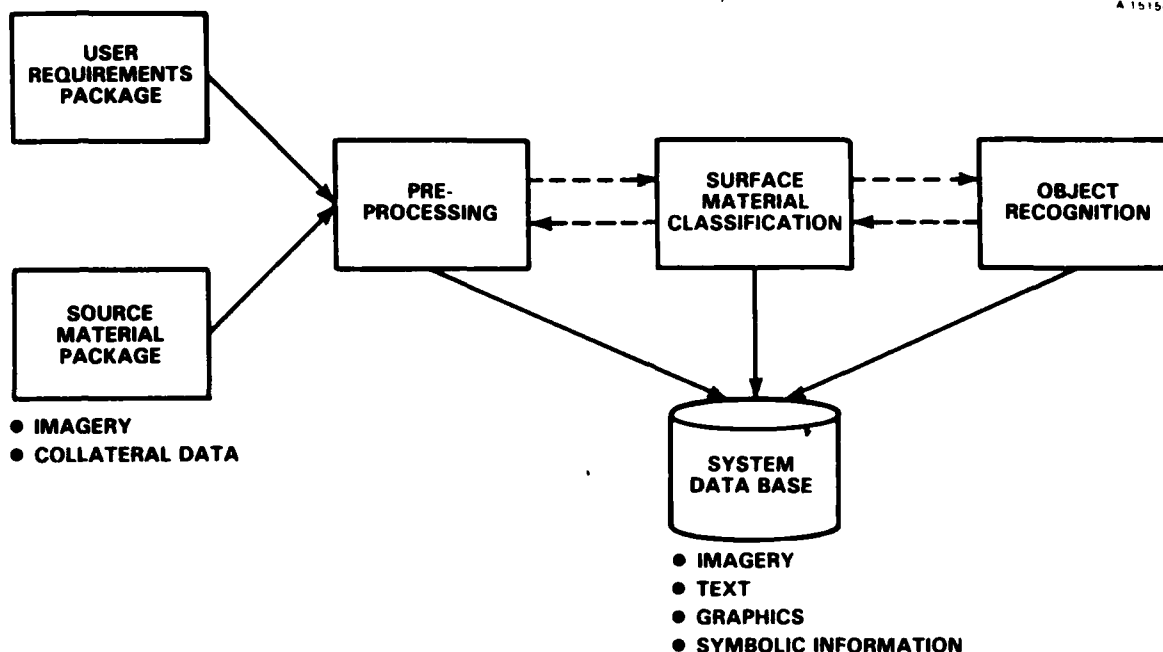 A 1515
USER
REQUIREMENTS
PACKAGE
PRE-
PROCESSING
SURFACE
MATERIAL
CLASSIFICATION
OBJECT
RECOGNITION
SOURCE
MATERIAL
PACKAGE
● IMAGERY
● COLLATERAL DATA
SYSTEM
DATA BASE
● IMAGERY
● TEXT
● GRAPHICS
● SYMBOLIC INFORMATION